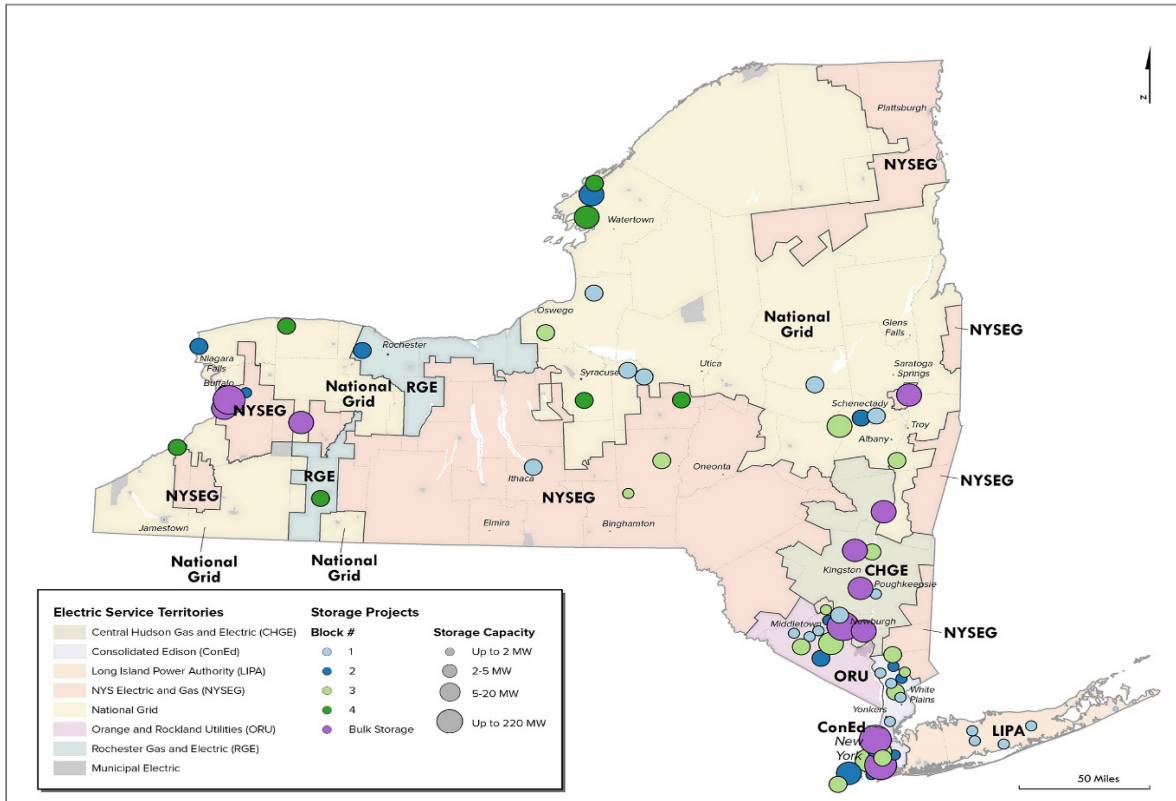 Plattsburgh
NYSEG
Z
Watertown
Oswego
National
Grid
Glens
Falls
NYSEG
Rochester
Niagara
Falls
Buffalo
NYSEG
National
Grid
RGE
Syracuse
Utica
Saratoga
Springs
Schenectady
Troy
Albany
NYSEG
RGE
Ithaca
NYSEG
Oneonta
NYSEG
Jamestown
Elmira
Binghamton
National
Grid
National
Grid
Kingston
CHGE
Poughkeepsie
Middletown
Newburgh
NYSEG
ORU
White
Plains
Yonkers
ConEd
New
York
LIPA
50 Miles
Electric Service Territories
Central Hudson Gas and Electric (CHGE)
Consolidated Edison (ConEd)
Long Island Power Authority (LIPA)
NYS Electric and Gas (NYSEG)
National Grid
Orange and Rockland Utilities (ORU)
Rochester Gas and Electric (RGE)
Municipal Electric
Storage Projects
Block #
1
2
3
4
Bulk Storage
Storage Capacity
Up to 2 MW
2-5 MW
5-20 MW
Up to 220 MW